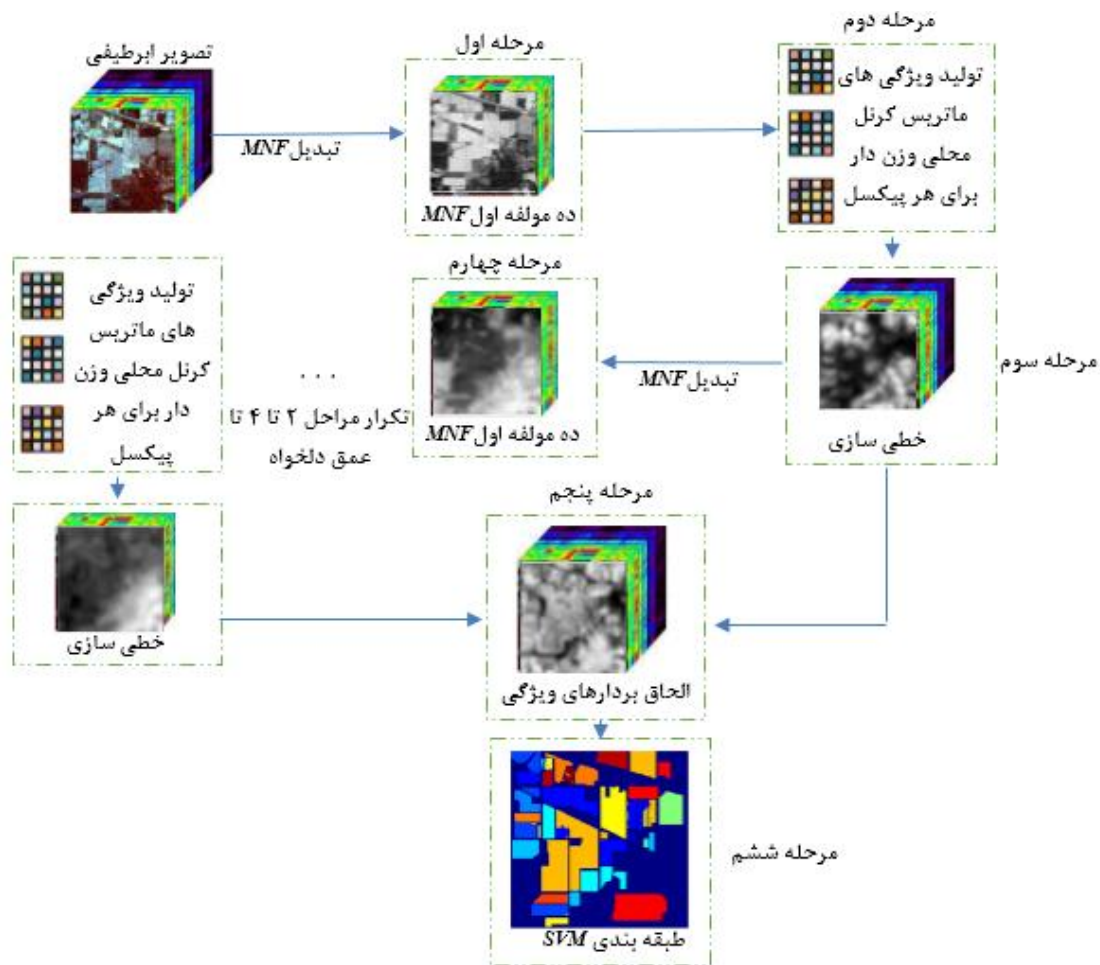 تصویر ابرطیفی
تبدیل MNF
مرحله اول
ده مولفه اول MNF
مرحله دوم
تولید ویژگی های
ماتریس کرنل
محلی وزن دار
برای هر پیکسل
مرحله سوم
خطی سازی
تبدیل MNF
مرحله چهارم
ده مولفه اول MNF
. . .
تکرار مراحل ۲ تا ۴ تا
عمق دلخواه
تولید ویژگی
های ماتریس
کرنل محلی وزن
دار برای هر
پیکسل
خطی سازی
مرحله پنجم
الحاق بردارهای ویژگی
مرحله ششم
طبقه بندی SVM